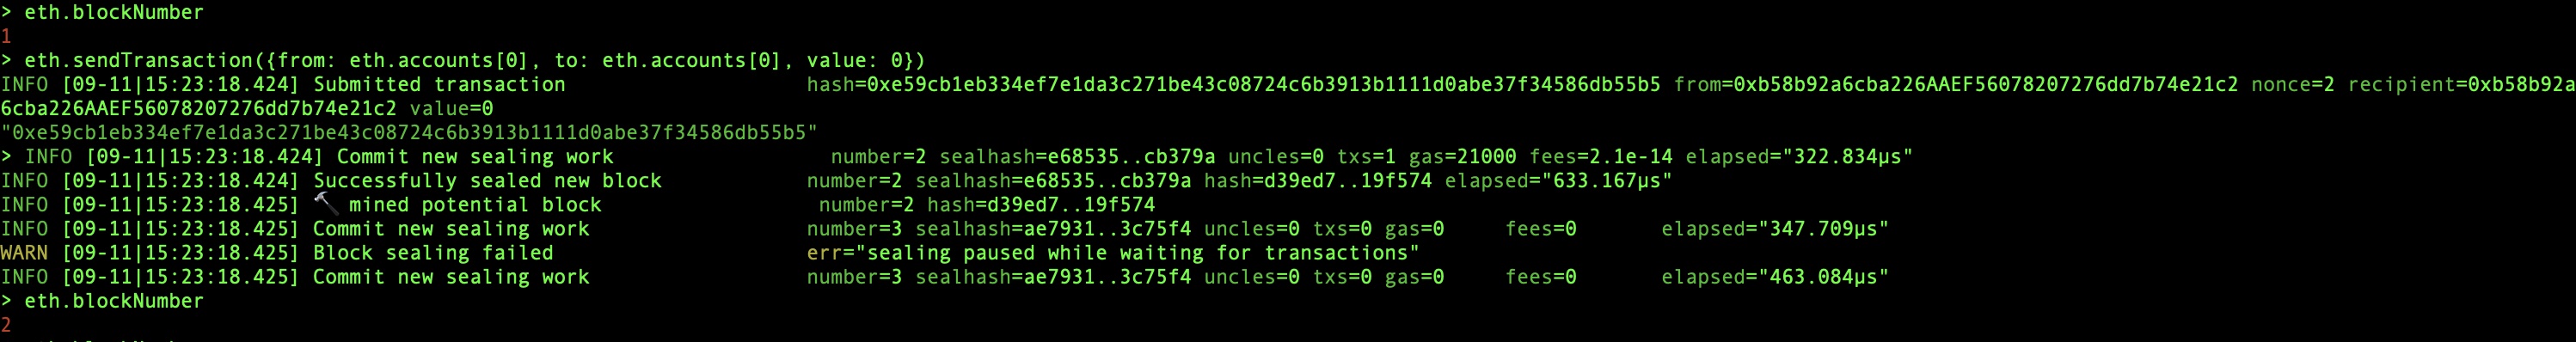 > eth.blockNumber
1
> eth.sendTransaction({from: eth.accounts[0], to: eth.accounts[0], value: 0})
INFO [09-11|15:23:18.424] Submitted transaction hash=0xe59cb1eb334ef7e1da3c271be43c08724c6b3913b1111d0abe37f34586db55b5 from=0xb58b92a6cba226AAEF56078207276dd7b74e21c2 nonce=2 recipient=0xb58b92a
6cba226AAEF56078207276dd7b74e21c2 value=0
"0xe59cb1eb334ef7e1da3c271be43c08724c6b3913b1111d0abe37f34586db55b5"
> INFO [09-11|15:23:18.424] Commit new sealing work number=2 sealhash=e68535..cb379a uncles=0 txs=1 gas=21000 fees=2.1e-14 elapsed="322.834µs"
INFO [09-11|15:23:18.424] Successfully sealed new block number=2 sealhash=e68535..cb379a hash=d39ed7..19f574 elapsed="633.167µs"
INFO [09-11|15:23:18.425] 🔨 mined potential block number=2 hash=d39ed7..19f574
INFO [09-11|15:23:18.425] Commit new sealing work number=3 sealhash=ae7931..3c75f4 uncles=0 txs=0 gas=0 fees=0 elapsed="347.709µs"
WARN [09-11|15:23:18.425] Block sealing failed err="sealing paused while waiting for transactions"
INFO [09-11|15:23:18.425] Commit new sealing work number=3 sealhash=ae7931..3c75f4 uncles=0 txs=0 gas=0 fees=0 elapsed="463.084µs"
> eth.blockNumber
2